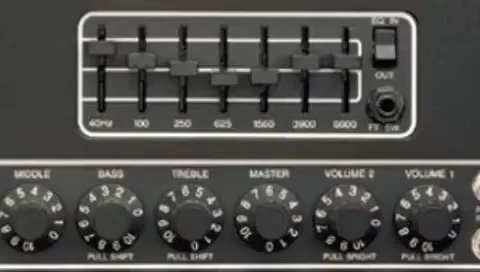 EQ. IN
OUT
40Hz 100 250 625 1560 3900 6600
FT. SW.
MIDDLE BASS TREBLE MASTER VOLUME 2 VOLUME 1
PULL SHIFT PULL SHIFT PULL BRIGHT PULL BRIGHT